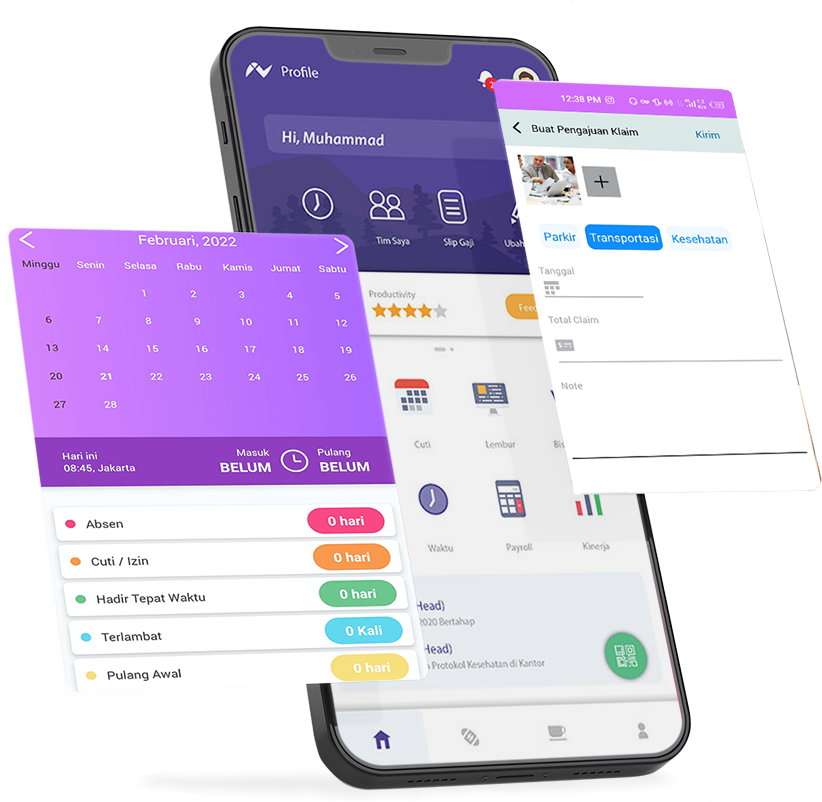 Profile
2
Hi, Muhammad
Tim Saya
Slip Gaji
Ubah
Productivity
Feed
Cuti
Lembur
Bis
Waktu
Payroll
Kinerja
Head)
2020 Bertahap
Head)
Protokol Kesehatan di Kantor
12:38 PM
Buat Pengajuan Klaim
Kirim
+
Parkir Transportasi Kesehatan
Tanggal
Total Claim
Note
Februari, 2022
Minggu Senin Selasa Rabu Kamis Jumat Sabtu
1 2 3 4 5
6 7 8 9 10 11 12
13 14 15 16 17 18 19
20 21 22 23 24 25 26
27 28
Hari ini
08:45, Jakarta
Masuk
BELUM
Pulang
BELUM
Absen 0 hari
Cuti / Izin 0 hari
Hadir Tepat Waktu 0 hari
Terlambat 0 Kali
Pulang Awal 0 hari